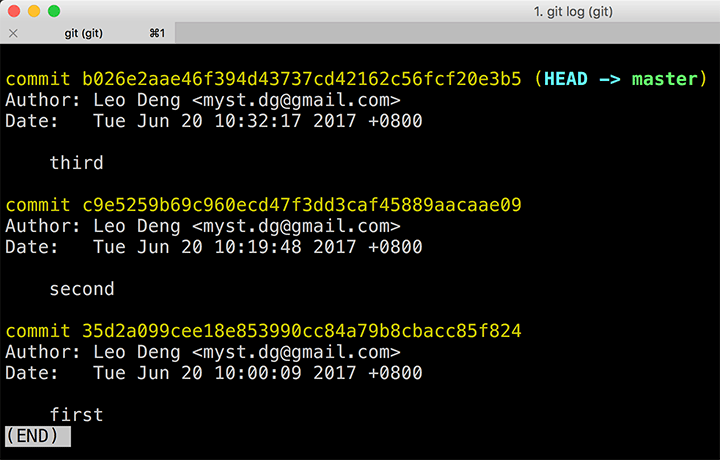 1. git log (git)
git (git) ⌘1
commit b026e2aae46f394d43737cd42162c56fcf20e3b5 (HEAD -> master)
Author: Leo Deng <myst.dg@gmail.com>
Date:   Tue Jun 20 10:32:17 2017 +0800
    third
commit c9e5259b69c960ecd47f3dd3caf45889aacaae09
Author: Leo Deng <myst.dg@gmail.com>
Date:   Tue Jun 20 10:19:48 2017 +0800
    second
commit 35d2a099cee18e853990cc84a79b8cbacc85f824
Author: Leo Deng <myst.dg@gmail.com>
Date:   Tue Jun 20 10:00:09 2017 +0800
    first
(END)